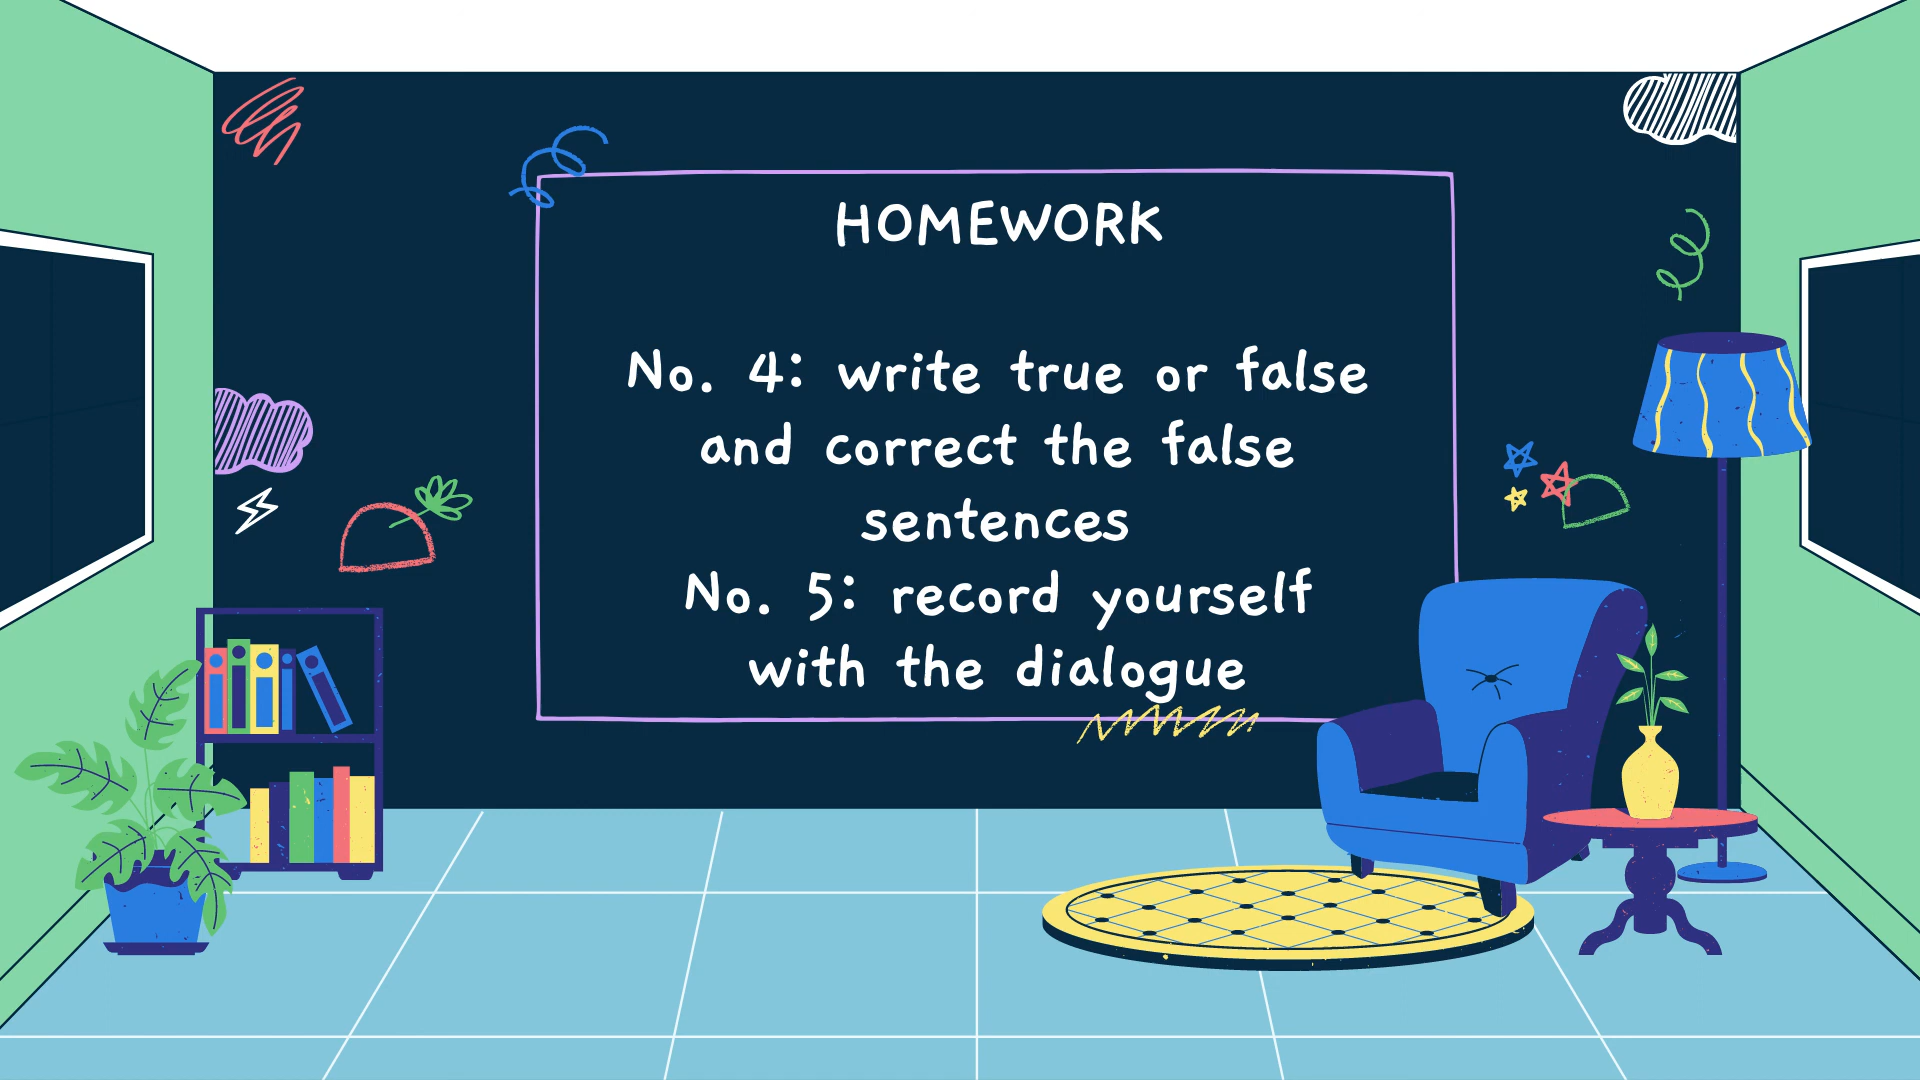 HOMEWORK
No. 4: write true or false
and correct the false
sentences
No. 5: record yourself
with the dialogue